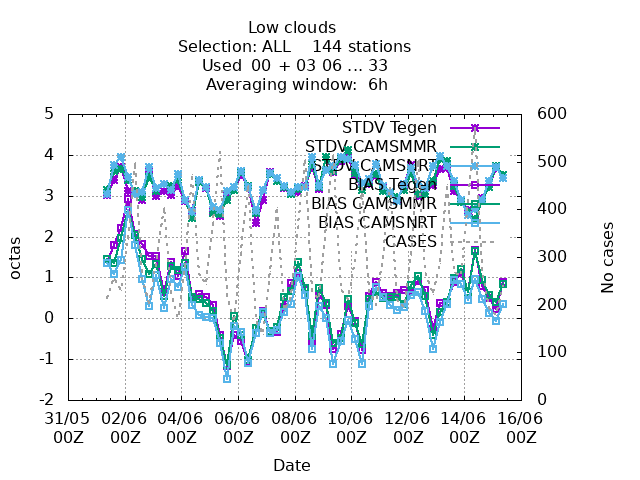 Low clouds
Selection: ALL 144 stations
Used 00 + 03 06 ... 33
Averaging window: 6h
5 600
STDV Tegen
STDV CAMSMMR
STDV CAMSNRT
BIAS Tegen
BIAS CAMSMMR
BIAS CAMSNRT
CASES
4 500
3 400
2 300
1 200
0
-1 100
-2 0
octas
No cases
31/05 02/06 04/06 06/06 08/06 10/06 12/06 14/06 16/06
00Z 00Z 00Z 00Z 00Z 00Z 00Z 00Z 00Z
Date